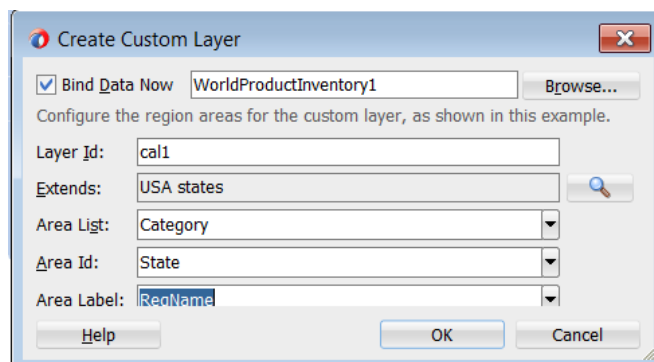 Create Custom Layer
Bind Data Now WorldProductInventory1 Browse...
Configure the region areas for the custom layer, as shown in this example.
Layer Id: cal1
Extends: USA states
Area List: Category
Area Id: State
Area Label: RegName
Help OK Cancel